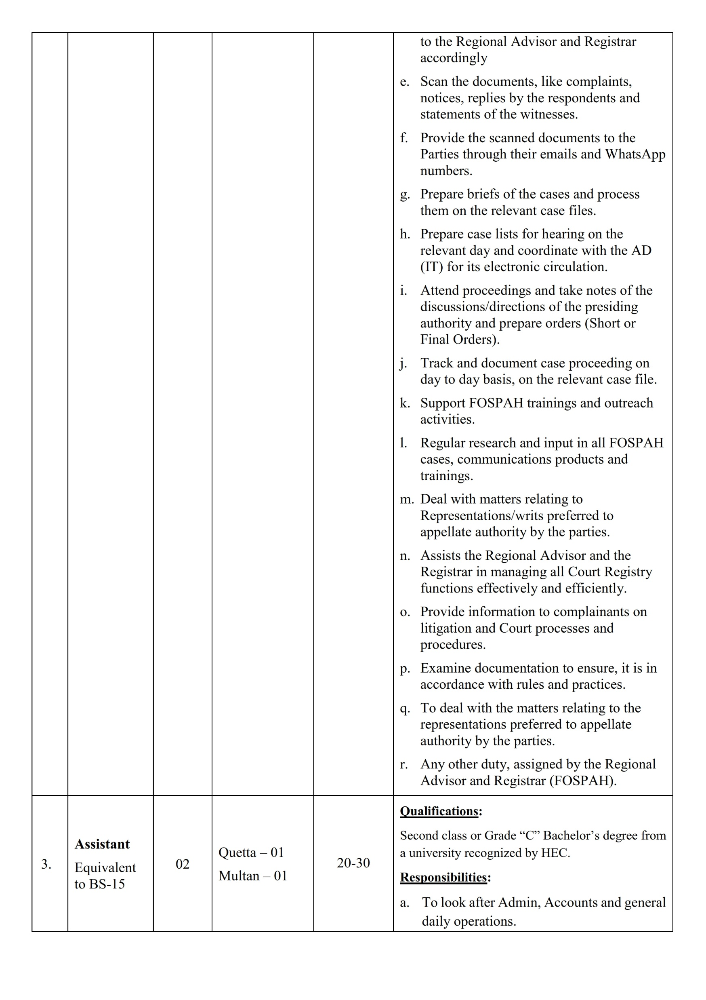 to the Regional Advisor and Registrar
accordingly
e. Scan the documents, like complaints,
notices, replies by the respondents and
statements of the witnesses.
f. Provide the scanned documents to the
Parties through their emails and WhatsApp
numbers.
g. Prepare briefs of the cases and process
them on the relevant case files.
h. Prepare case lists for hearing on the
relevant day and coordinate with the AD
(IT) for its electronic circulation.
i. Attend proceedings and take notes of the
discussions/directions of the presiding
authority and prepare orders (Short or
Final Orders).
j. Track and document case proceeding on
day to day basis, on the relevant case file.
k. Support FOSPAH trainings and outreach
activities.
l. Regular research and input in all FOSPAH
cases, communications products and
trainings.
m. Deal with matters relating to
Representations/writs preferred to
appellate authority by the parties.
n. Assists the Regional Advisor and the
Registrar in managing all Court Registry
functions effectively and efficiently.
o. Provide information to complainants on
litigation and Court processes and
procedures.
p. Examine documentation to ensure, it is in
accordance with rules and practices.
q. To deal with the matters relating to the
representations preferred to appellate
authority by the parties.
r. Any other duty, assigned by the Regional
Advisor and Registrar (FOSPAH).
3.
Assistant
Equivalent
to BS-15
02
Quetta – 01
Multan – 01
20-30
Qualifications:
Second class or Grade “C” Bachelor’s degree from
a university recognized by HEC.
Responsibilities:
a. To look after Admin, Accounts and general
daily operations.